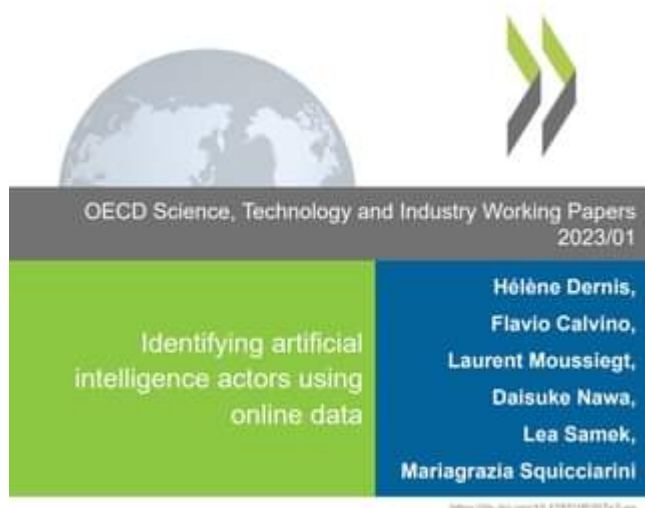 OECD Science, Technology and Industry Working Papers
2023/01
Identifying artificial
intelligence actors using
online data
Hélène Dernis,
Flavio Calvino,
Laurent Moussiegt,
Daisuke Nawa,
Lea Samek,
Mariagrazia Squicciarini